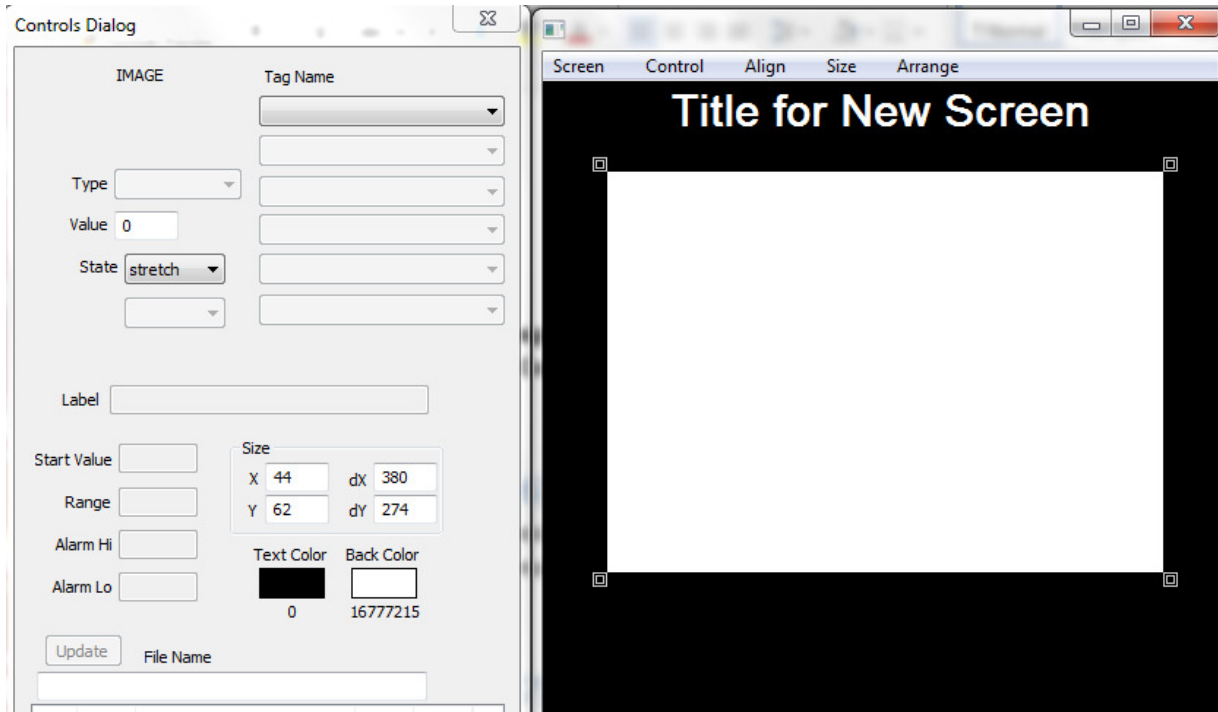 Controls Dialog
IMAGE
Tag Name
Type
Value 0
State stretch
Label
Start Value
Range
Alarm Hi
Alarm Lo
Size
X 44 dX 380
Y 62 dY 274
Text Color Back Color
0 16777215
Update
File Name
Screen Control Align Size Arrange
Title for New Screen